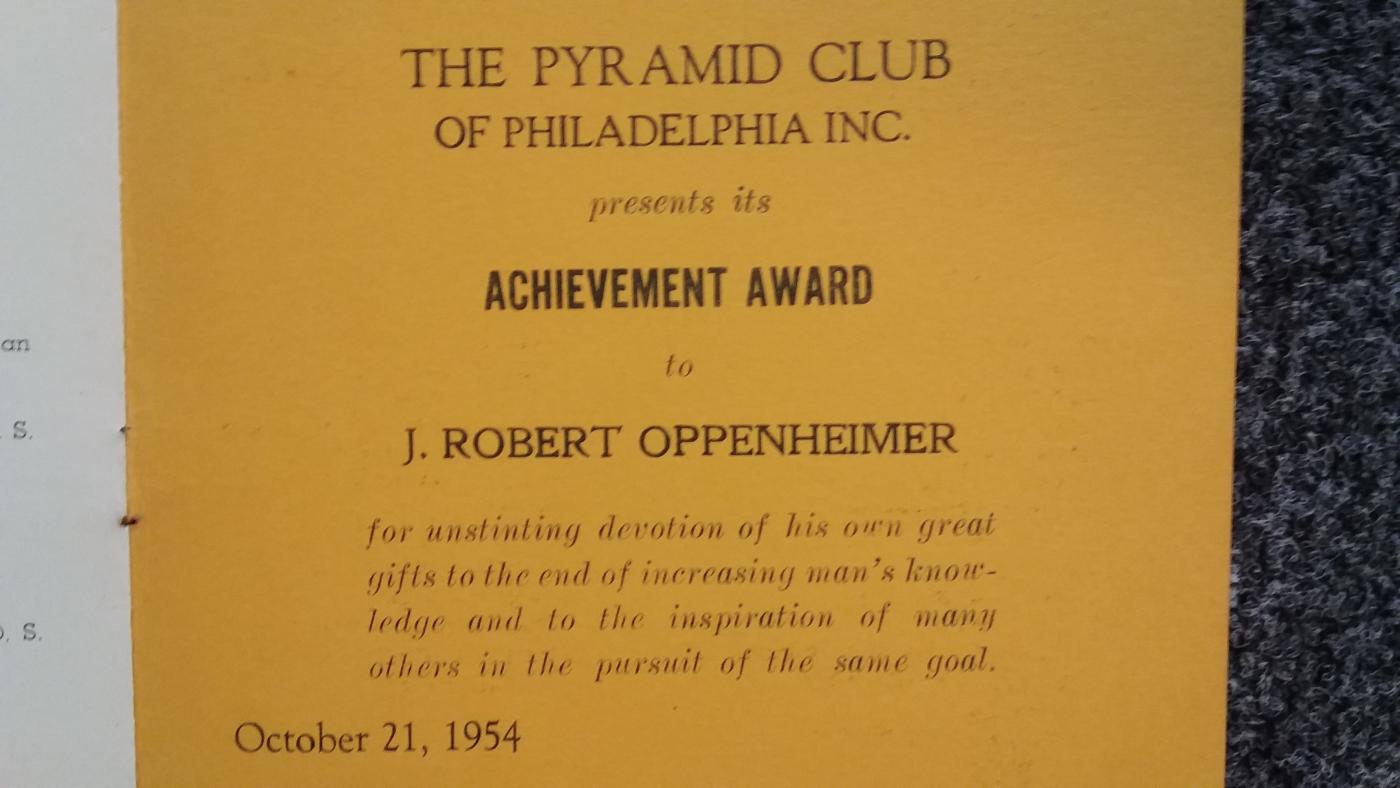 an
S.
S.
THE PYRAMID CLUB
OF PHILADELPHIA INC.
presents its
ACHIEVEMENT AWARD
to
J. ROBERT OPPENHEIMER
for unstinting devotion of his own great
gifts to the end of increasing man's know-
ledge and to the inspiration of many
others in the pursuit of the same goal.
October 21, 1954